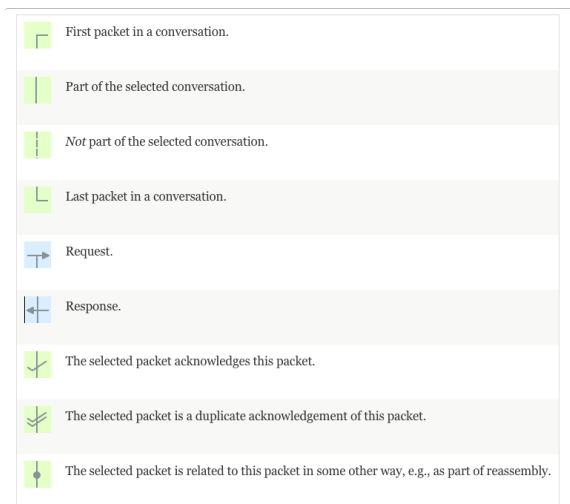 First packet in a conversation.
Part of the selected conversation.
Not part of the selected conversation.
Last packet in a conversation.
Request.
Response.
The selected packet acknowledges this packet.
The selected packet is a duplicate acknowledgement of this packet.
The selected packet is related to this packet in some other way, e.g., as part of reassembly.